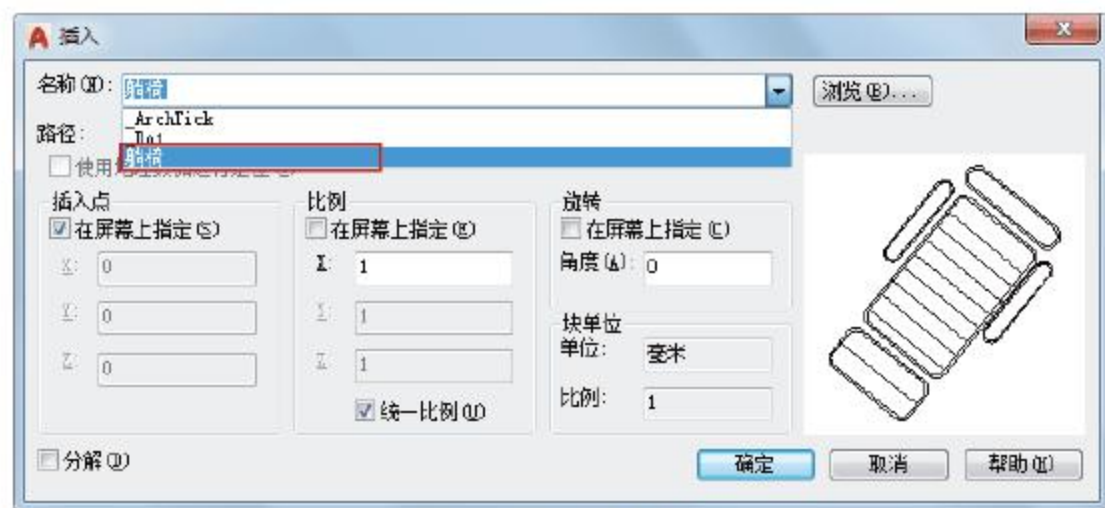 插入
名称(N): 躺椅
浏览(B)...
_ArchTick
路径:
_Dot
躺椅
使用
插入点
在屏幕上指定(S)
X: 0
Y: 0
Z: 0
比例
在屏幕上指定(E)
X: 1
Y: 1
Z: 1
统一比例(U)
旋转
在屏幕上指定(C)
角度(A): 0
块单位
单位: 毫米
比例: 1
分解(D)
确定
取消
帮助(H)